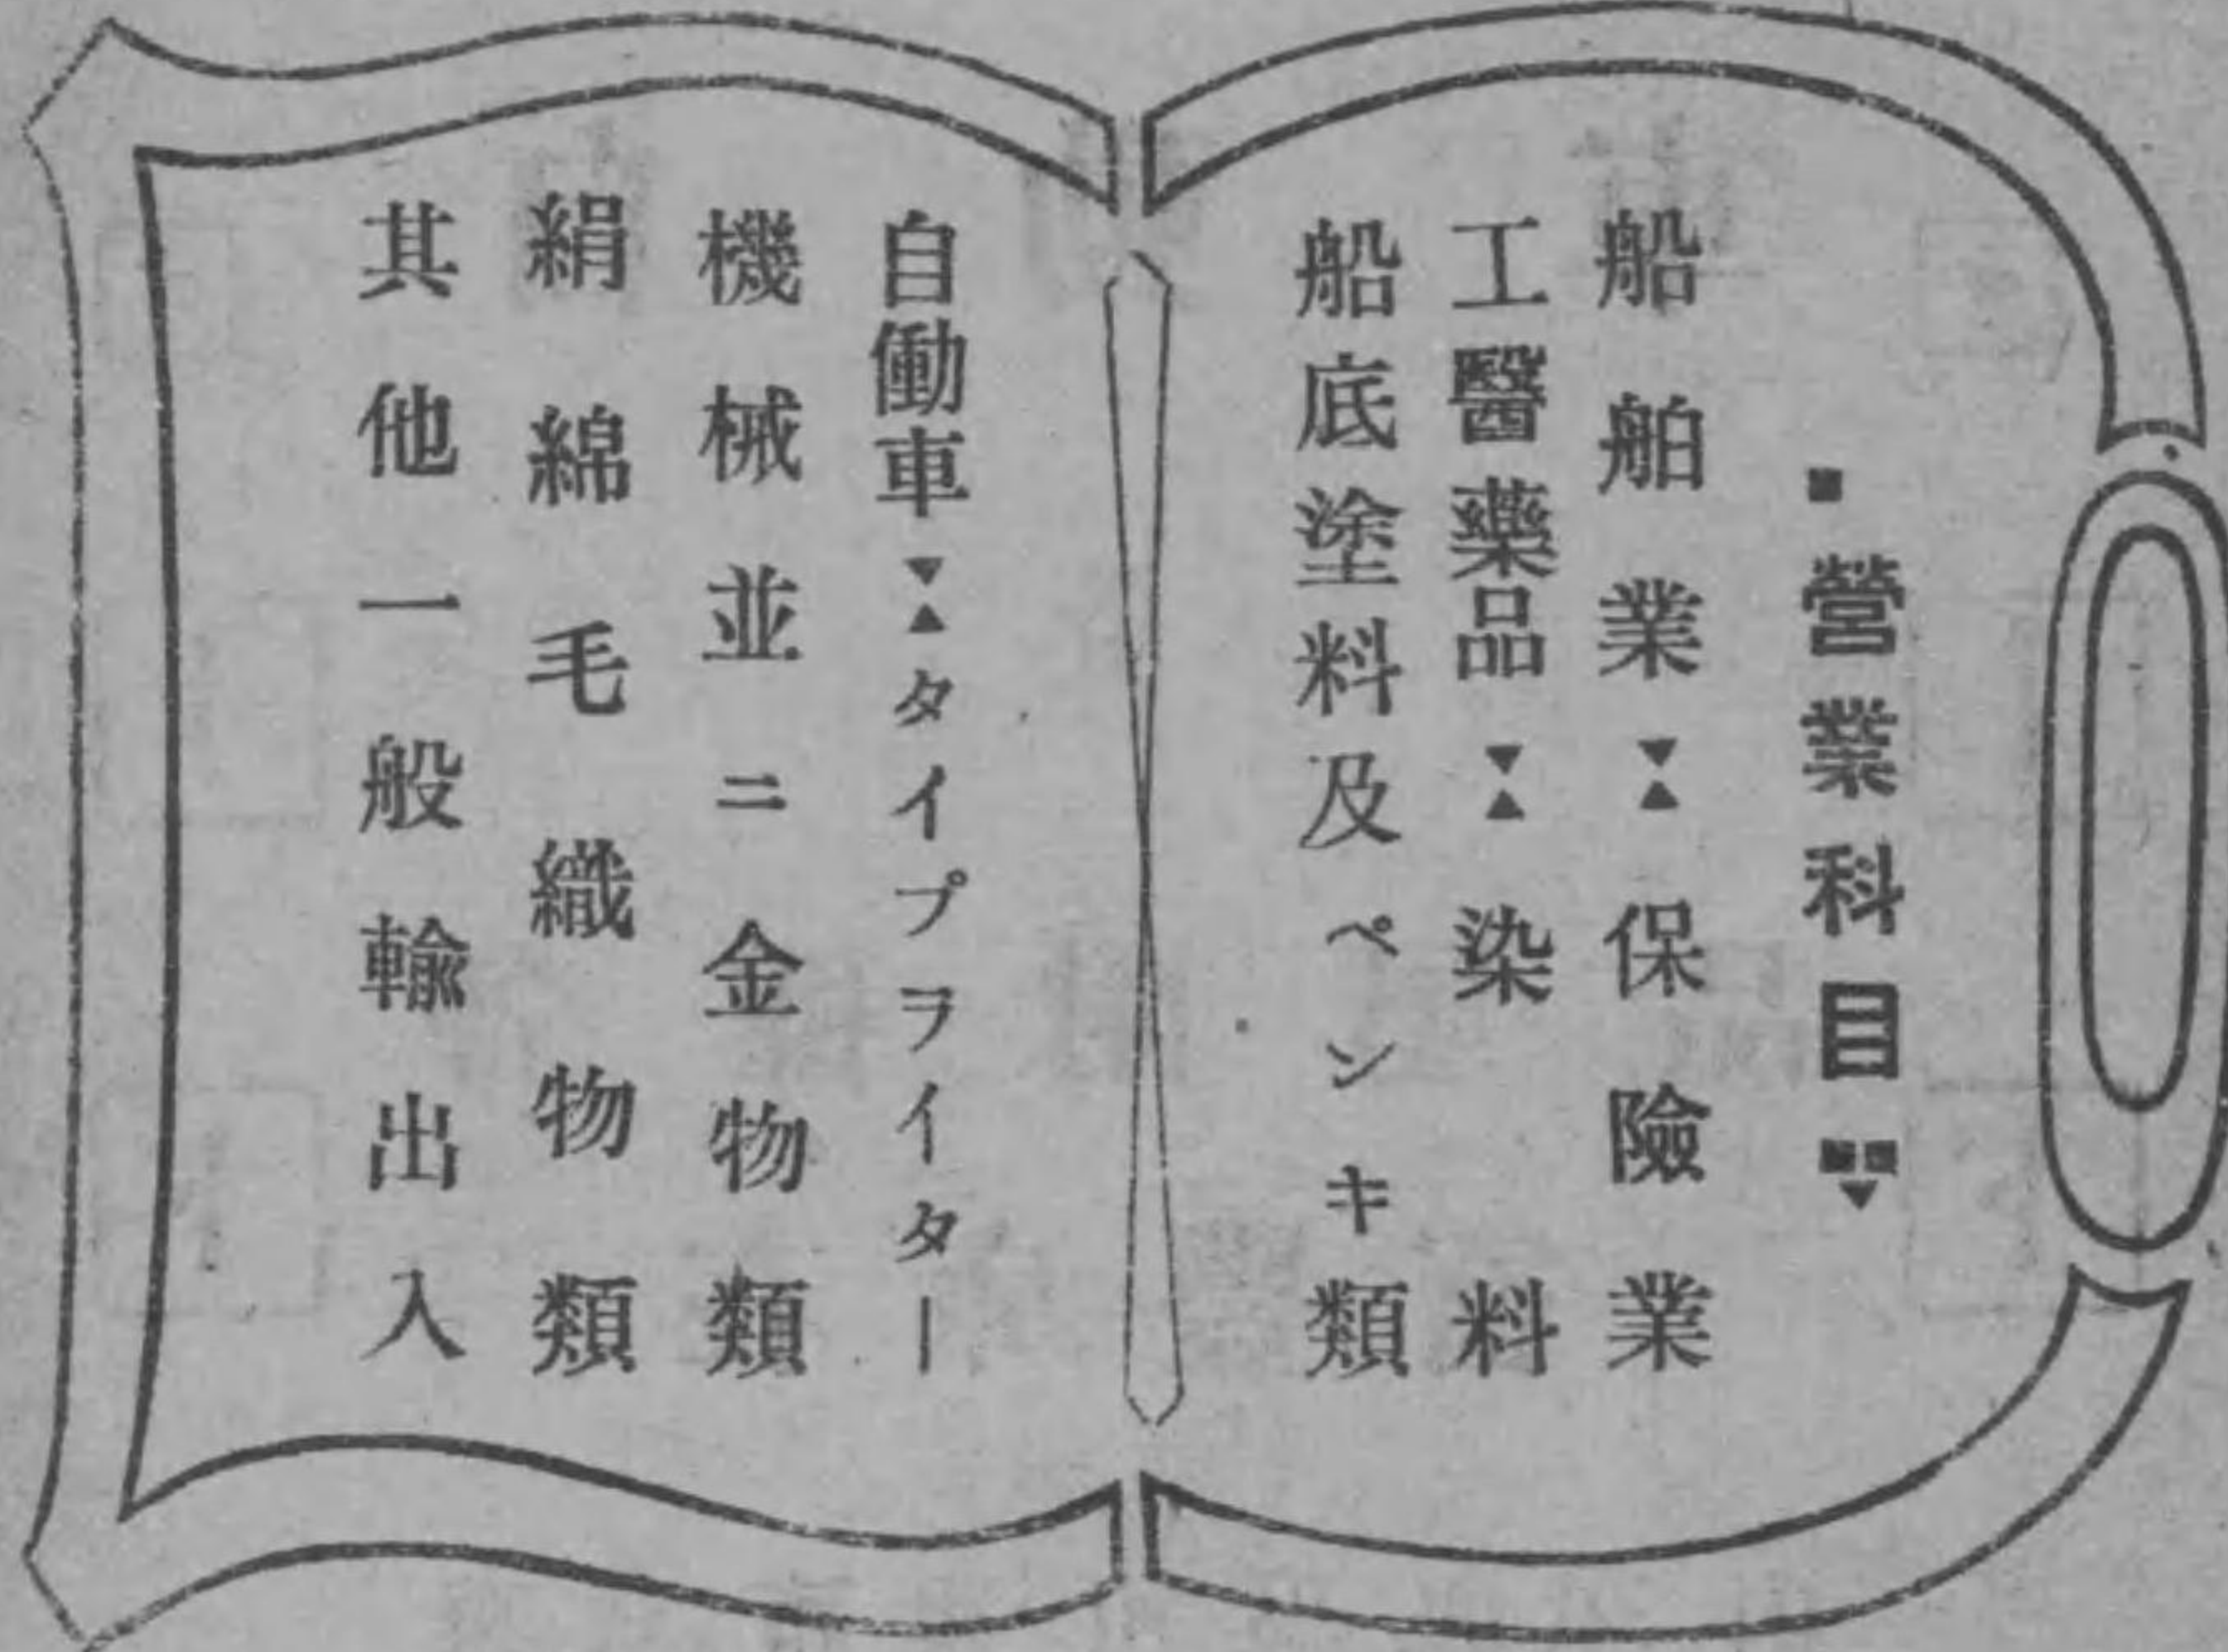 ■營業科目■▼
船舶業▼▲保險業
工醫藥品▼▲染料
船底塗料及ペンキ類
自働車▼▲タイプライター
機械並ニ金物類
絹綿毛織物類
其他一般輸出入